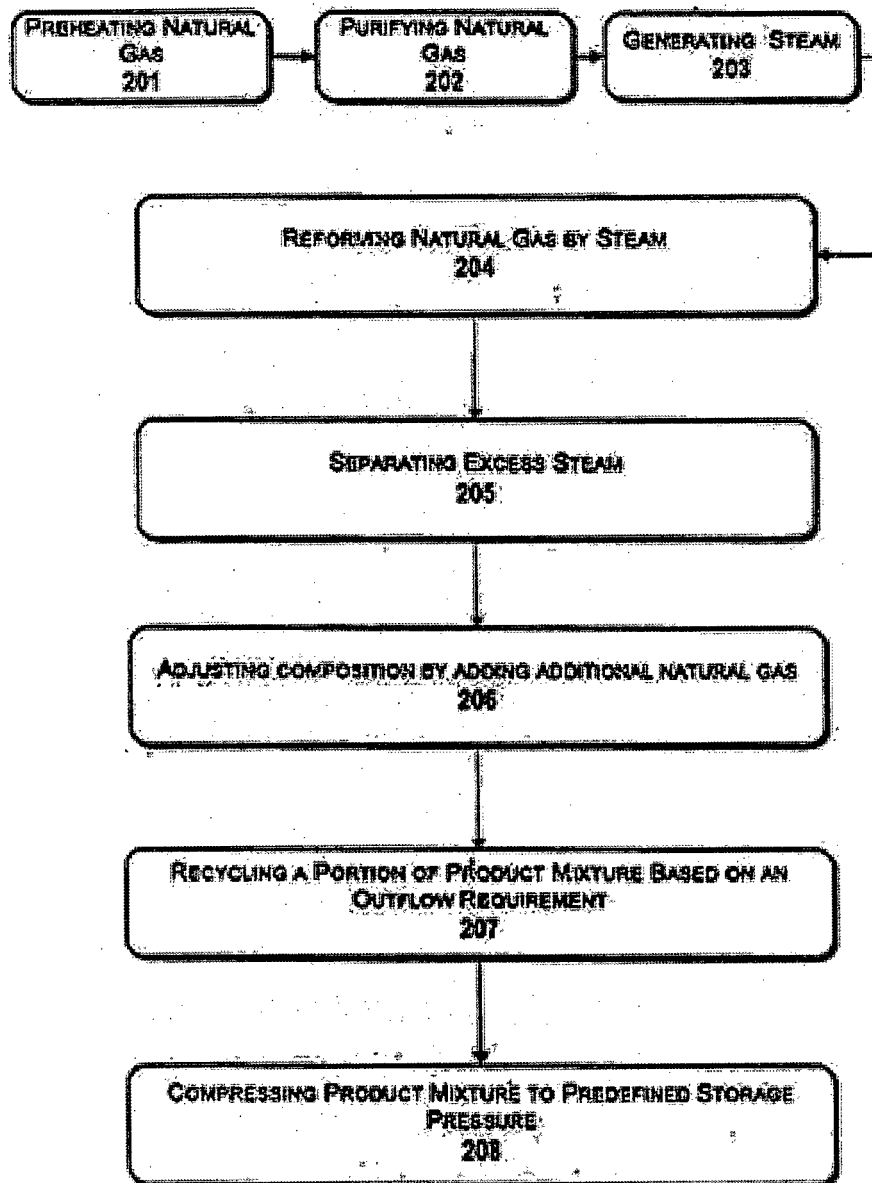 PREHEATING NATURAL
GAS
201
PURIFYING NATURAL
GAS
202
GENERATING STEAM
203
REFORMING NATURAL GAS BY STEAM
204
SEPARATING EXCESS STEAM
205
ADJUSTING COMPOSITION BY ADDING ADDITIONAL NATURAL GAS
206
RECYCLING A PORTION OF PRODUCT MIXTURE BASED ON AN
OUTFLOW REQUIREMENT
207
COMPRESSING PRODUCT MIXTURE TO PREDEFINED STORAGE
PRESSURE
208